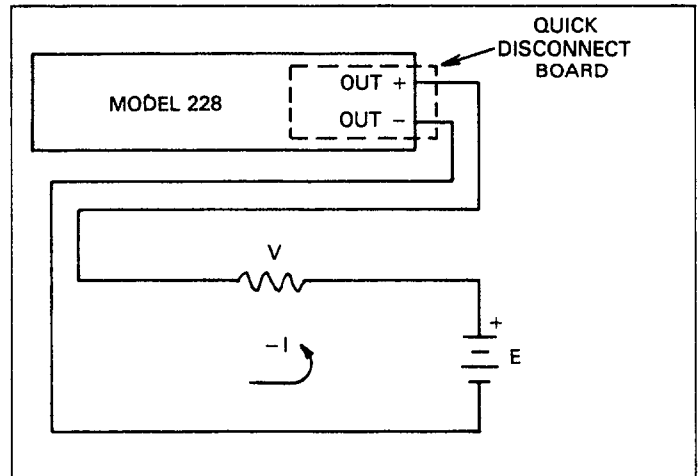 QUICK
DISCONNECT
BOARD
MODEL 228
OUT +
OUT -
V
-I
+
E